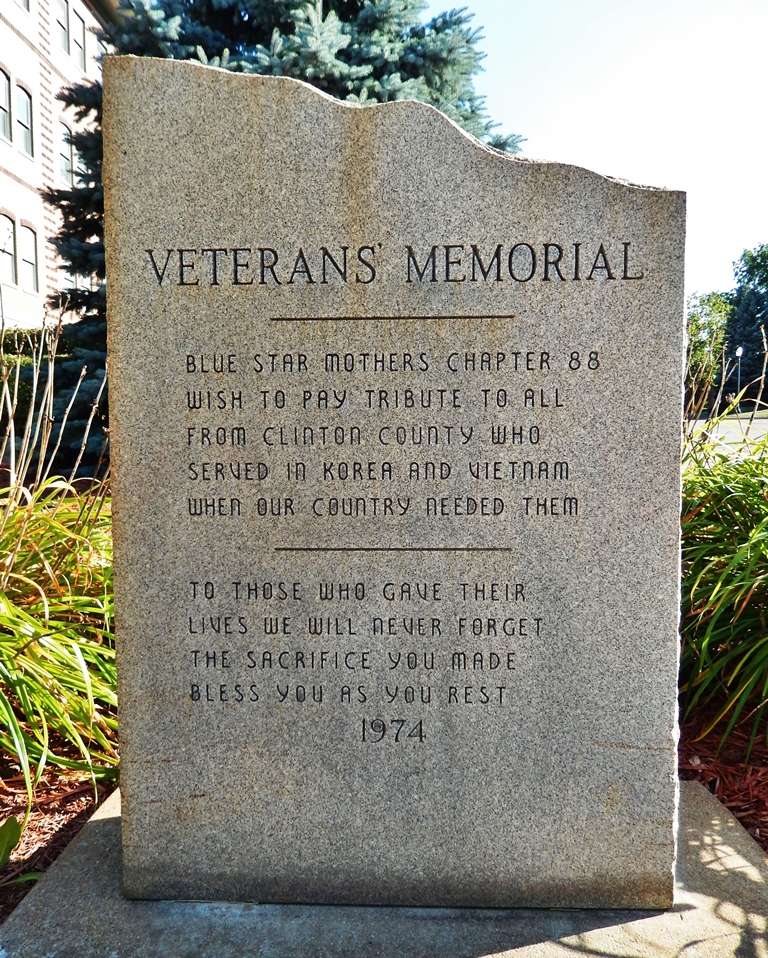 VETERANS' MEMORIAL
BLUE STAR MOTHERS CHAPTER 88
WISH TO PAY TRIBUTE TO ALL
FROM CLINTON COUNTY WHO
SERVED IN KOREA AND VIETNAM
WHEN OUR COUNTRY NEEDED THEM
TO THOSE WHO GAVE THEIR
LIVES WE WILL NEVER FORGET
THE SACRIFICE YOU MADE
BLESS YOU AS YOU REST
1974